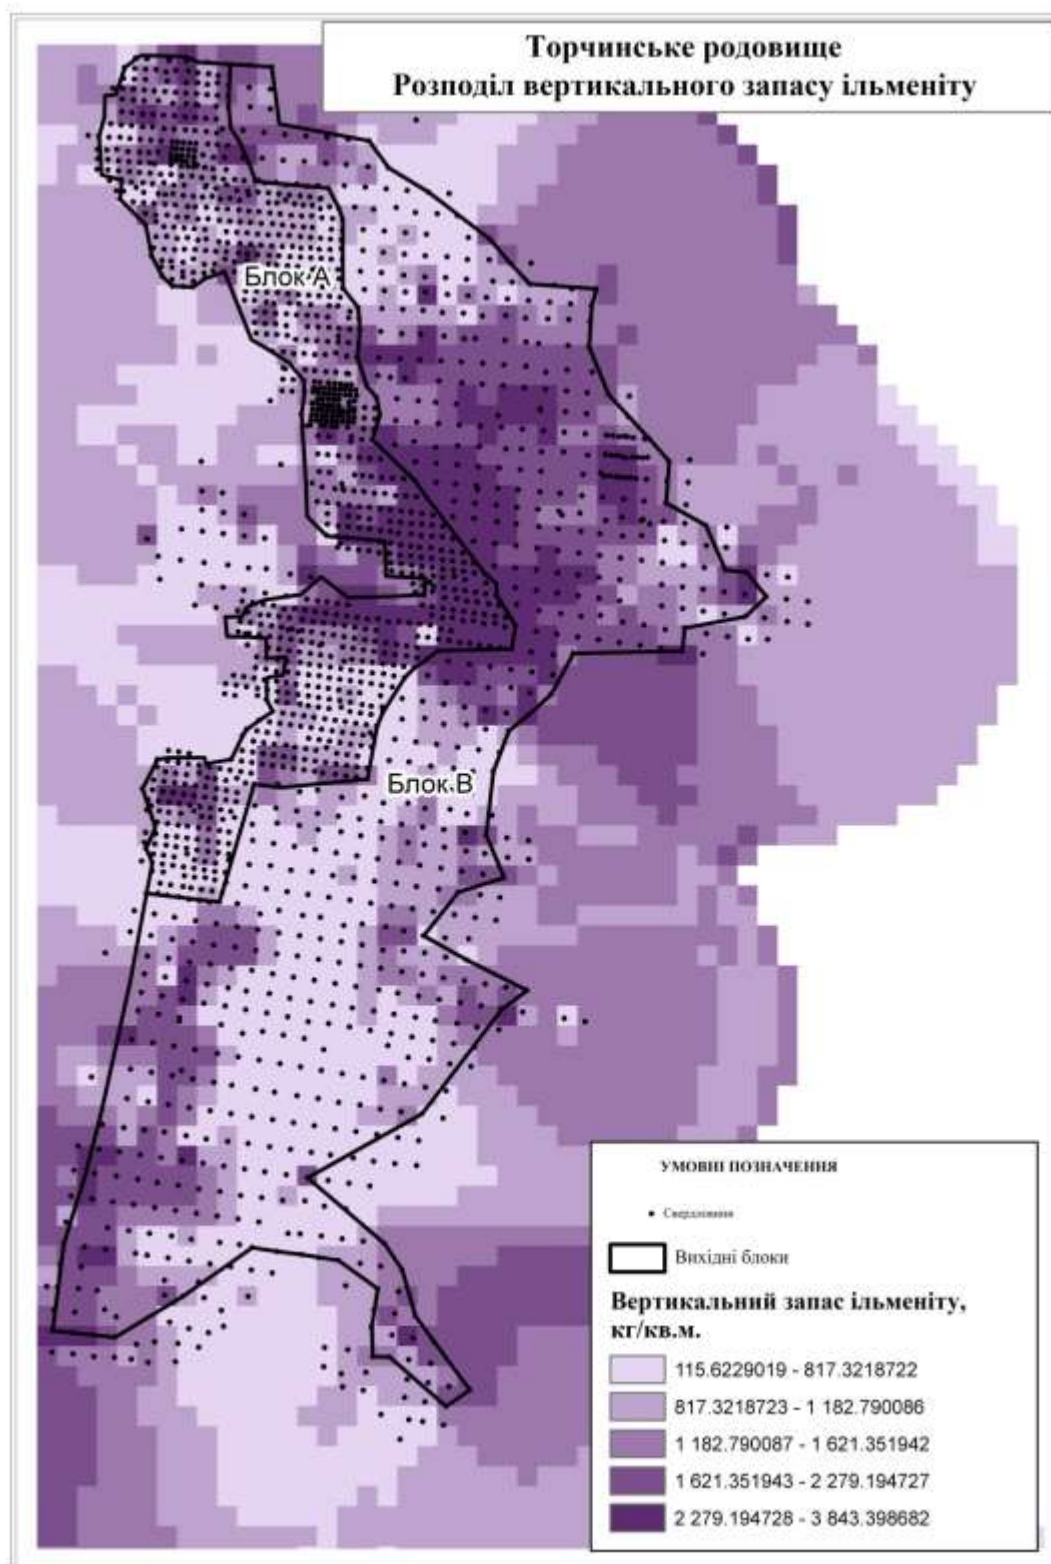 Торчинське родовище
Розподіл вертикального запасу ільменіту
Блок А
Блок В
УМОВНІ ПОЗНАЧЕННЯ
Свердловини
Вихідні блоки
Вертикальний запас ільменіту,
кг/кв.м.
115.6229019 - 817.3218722
817.3218723 - 1 182.790086
1 182.790087 - 1 621.351942
1 621.351943 - 2 279.194727
2 279.194728 - 3 843.398682